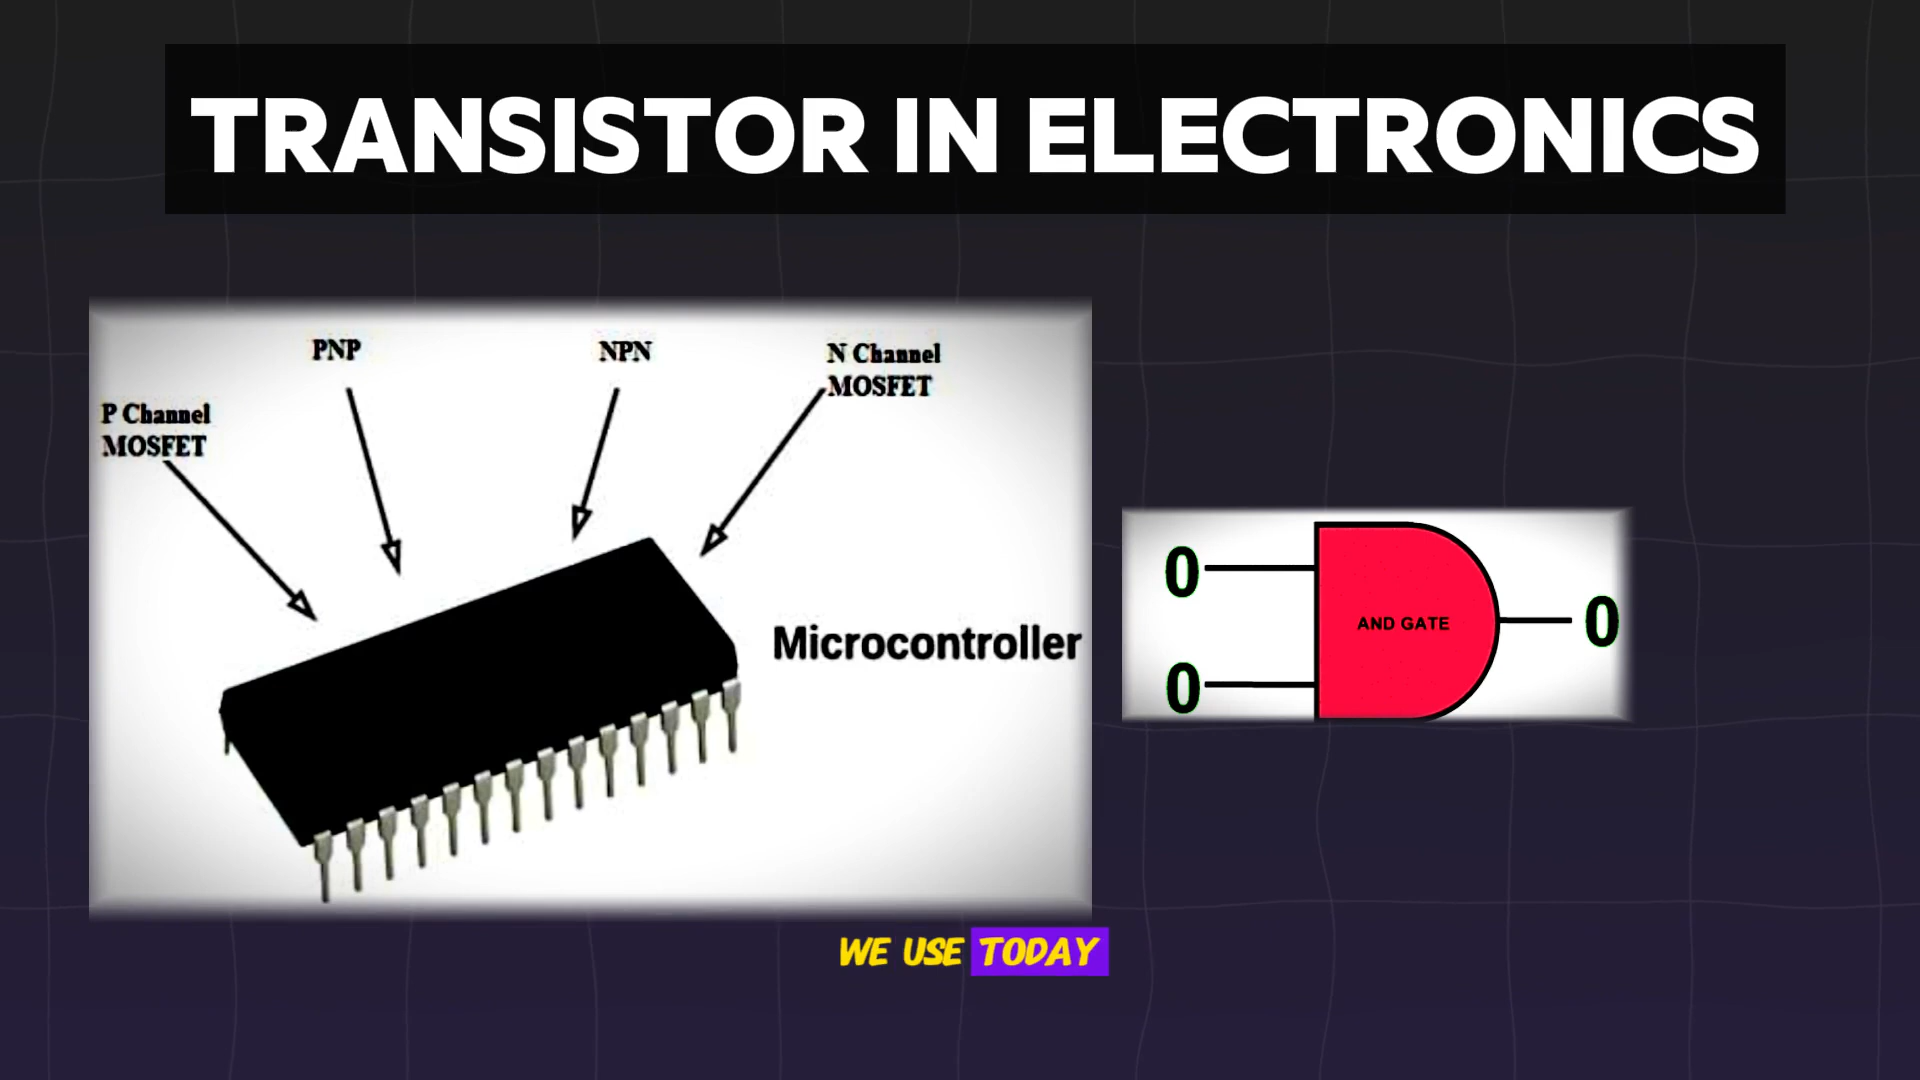 TRANSISTOR IN ELECTRONICS
PNP
NPN
N Channel
MOSFET
P Channel
MOSFET
Microcontroller
0
0
AND GATE
0
WE USE TODAY